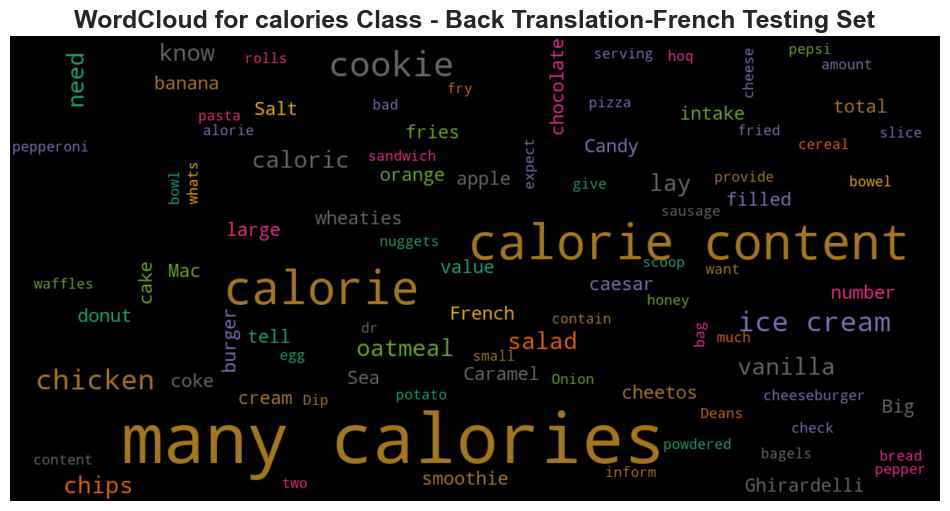 WordCloud for calories Class - Back Translation-French Testing Set
need
know
rolls
cookie
chocolate
serving
hoq
cheese
pepsi
amount
banana
fry
pasta
Salt
bad
pizza
intake
total
alorie
fries
fried
slice
pepperoni
caloric
sandwich
expect
Candy
cereal
bowl
whats
orange
apple
give
lay
provide
bowel
filled
wheaties
sausage
large
nuggets
calorie content
waffles
cake
Mac
calorie
value
scoop
want
caesar
honey
number
donut
burger
tell
dr
French
contain
bag
much
ice cream
egg
oatmeal
small
salad
chicken
coke
Sea
Caramel
Onion
vanilla
cream
Dip
potato
cheetos
cheeseburger
Deans
Big
many calories
check
powdered
content
bagels
bread
pepper
chips
two
smoothie
inform
Ghirardelli